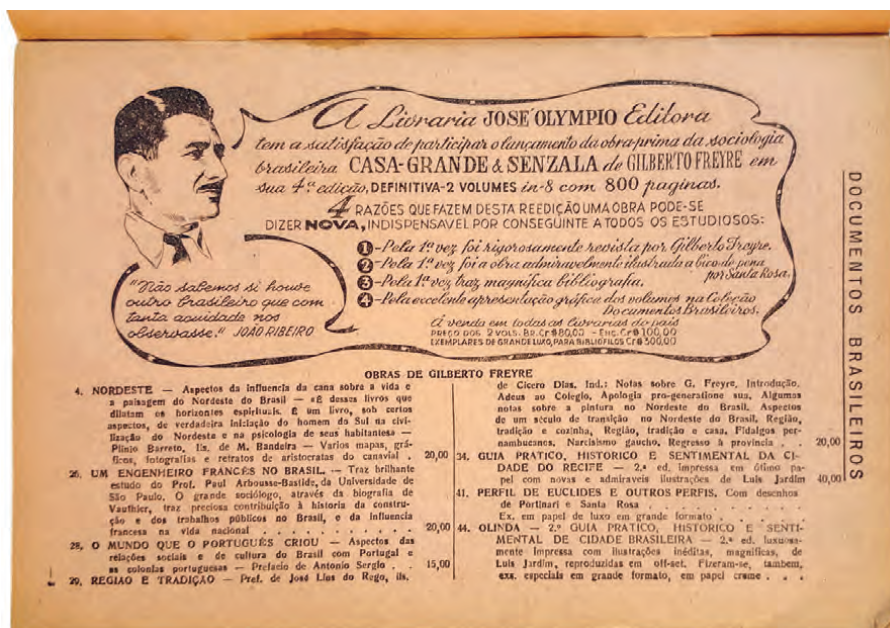 A Livraria JOSÉ OLYMPIO Editora
tem a satisfação de participar o lançamento da obra-prima da sociologia
brasileira CASA-GRANDE & SENZALA de GILBERTO FREYRE em
sua 4ª edição, DEFINITIVA-2 VOLUMES in-8 com 800 paginas.
4 RAZÕES QUE FAZEM DESTA REEDIÇÃO UMA OBRA PODE-SE
DIZER NOVA, INDISPENSAVEL POR CONSEGUINTE A TODOS OS ESTUDIOSOS:
1-Pela 1ª vez foi rigorosamente revista por Gilberto Freyre.
2-Pela 1ª vez foi a obra admiravelmente ilustrada a bico de pena
por Santa Rosa.
3-Pela 1ª vez traz magnifica bibliografia.
4-Pela excelente apresentação gráfica dos volumes na Coleção
Documentos Brasileiros.
Á venda em todas as livrarias do país
PREÇO DOS 2 VOLS. BR. Cr$ 80,00 - ENC. Cr$ 100,00
EXEMPLARES DE GRANDE LUXO, PARA BIBLIÓFILOS Cr$ 300,00
"Não sabemos si houve
outro brasileiro que com
tanta acuidade nos
observasse." JOÃO RIBEIRO
DOCUMENTOS BRASILEIROS
OBRAS DE GILBERTO FREYRE
4. NORDESTE — Aspectos da influencia da cana sobre a vida e
a paisagem do Nordeste do Brasil — «É desses livros que
dilatam os horizontes espirituais. É um livro, sob certos
aspectos, de verdadeira iniciação do homem do Sul na civi-
lização do Nordeste e na psicologia de seus habitantes» —
Plinio Barreto, ils. de M. Bandeira — Varios mapas, grá-
ficos, fotografias e retratos de aristocratas do canavial . 20,00
26. UM ENGENHEIRO FRANCÊS NO BRASIL. — Traz brilhante
estudo do Prof. Paul Arbousse-Bastide, da Universidade de
São Paulo. O grande sociólogo, através da biografia de
Vauthier, traz preciosa contribuição à historia da constru-
ção e dos trabalhos públicos no Brasil, e da influencia
francesa na vida nacional . . . . . . . . . . 20,00
28. O MUNDO QUE O PORTUGUÊS CRIOU — Aspectos das
relações sociais e de cultura do Brasil com Portugal e
as colonias portuguesas — Prefacio de Antonio Sergio . . 15,00
29. REGIÃO E TRADIÇÃO — Pref. de José Lins do Rego, ils.
de Cicero Dias. Ind.: Notas sobre G. Freyre, Introdução,
Adeus ao Colegio, Apologia pro-generatione sua, Algumas
notas sobre a pintura no Nordeste do Brasil, Aspectos
de um século de transição no Nordeste do Brasil, Região,
tradição e cozinha, Região, tradição e casa, Fidalgos per-
nambucanos, Narcisismo gaucho, Regresso à provincia . . 20,00
34. GUIA PRATICO, HISTORICO E SENTIMENTAL DA CI-
DADE DO RECIFE — 2.ª ed. impressa em ótimo pa-
pel com novas e admiraveis ilustrações de Luis Jardim 40,00
41. PERFIL DE EUCLIDES E OUTROS PERFIS, Com desenhos
de Portinari e Santa Rosa . . . . . . . . .
Ex. em papel de luxo em grande formato . . . . .
44. OLINDA — 2.º GUIA PRATICO, HISTORICO E SENTI-
MENTAL DE CIDADE BRASILEIRA — 2.ª ed. luxuosa-
mente impressa com ilustrações inéditas, magnificas, de
Luis Jardim, reproduzidas em off-set. Fizeram-se, tambem,
exs. especiais em grande formato, em papel creme . . .